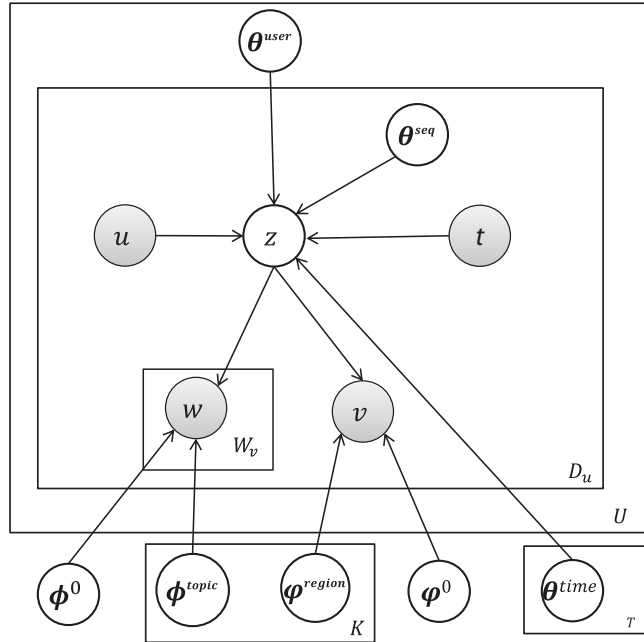 θ^user
θ^seq
u
z
t
w
v
W_v
D_u
U
ϕ^0
ϕ^topic
φ^region
K
φ^0
θ^time
T